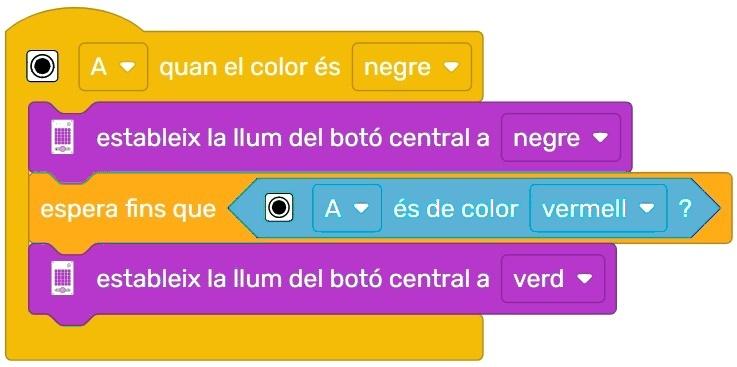 A quan el color és negre
estableix la llum del botó central a negre
espera fins que A és de color vermell ?
estableix la llum del botó central a verd